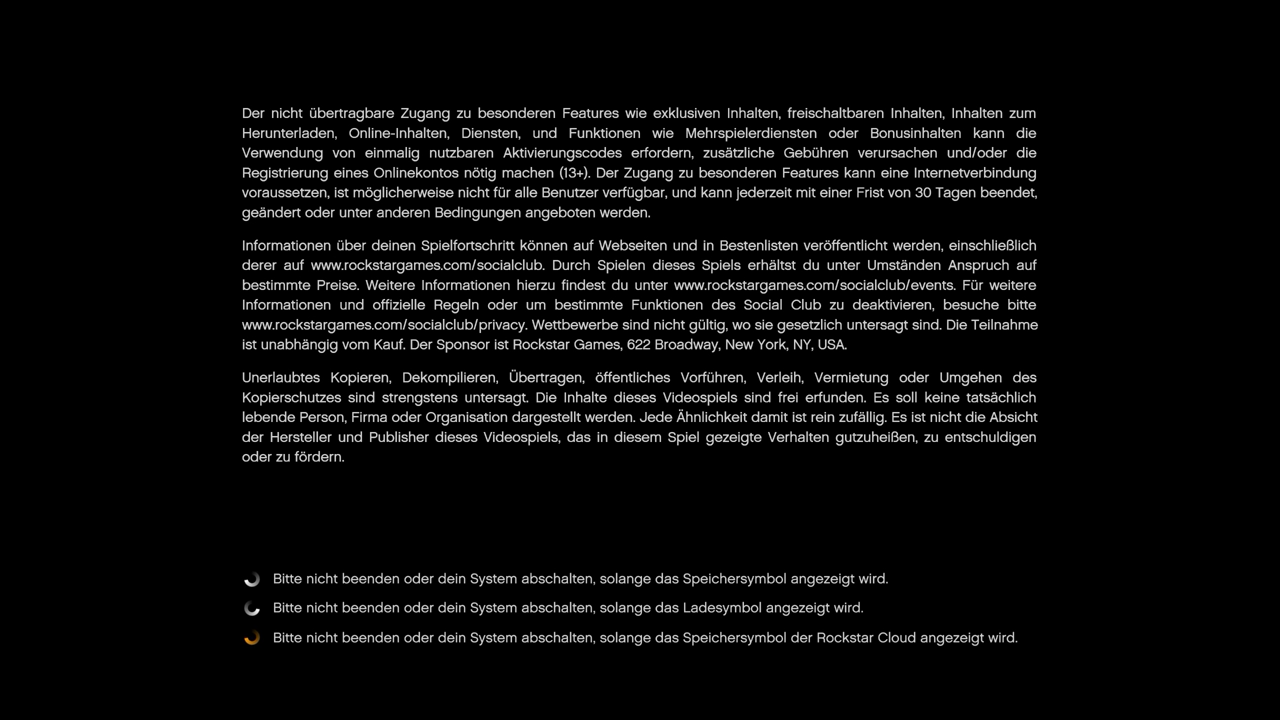 Der nicht übertragbare Zugang zu besonderen Features wie exklusiven Inhalten, freischaltbaren Inhalten, Inhalten zum
Herunterladen, Online-Inhalten, Diensten, und Funktionen wie Mehrspielerdiensten oder Bonusinhalten kann die
Verwendung von einmalig nutzbaren Aktivierungscodes erfordern, zusätzliche Gebühren verursachen und/oder die
Registrierung eines Onlinekontos nötig machen (13+). Der Zugang zu besonderen Features kann eine Internetverbindung
voraussetzen, ist möglicherweise nicht für alle Benutzer verfügbar, und kann jederzeit mit einer Frist von 30 Tagen beendet,
geändert oder unter anderen Bedingungen angeboten werden.
Informationen über deinen Spielfortschritt können auf Webseiten und in Bestenlisten veröffentlicht werden, einschließlich
derer auf www.rockstargames.com/socialclub. Durch Spielen dieses Spiels erhältst du unter Umständen Anspruch auf
bestimmte Preise. Weitere Informationen hierzu findest du unter www.rockstargames.com/socialclub/events. Für weitere
Informationen und offizielle Regeln oder um bestimmte Funktionen des Social Club zu deaktivieren, besuche bitte
www.rockstargames.com/socialclub/privacy. Wettbewerbe sind nicht gültig, wo sie gesetzlich untersagt sind. Die Teilnahme
ist unabhängig vom Kauf. Der Sponsor ist Rockstar Games, 622 Broadway, New York, NY, USA.
Unerlaubtes Kopieren, Dekompilieren, Übertragen, öffentliches Vorführen, Verleih, Vermietung oder Umgehen des
Kopierschutzes sind strengstens untersagt. Die Inhalte dieses Videospiels sind frei erfunden. Es soll keine tatsächlich
lebende Person, Firma oder Organisation dargestellt werden. Jede Ähnlichkeit damit ist rein zufällig. Es ist nicht die Absicht
der Hersteller und Publisher dieses Videospiels, das in diesem Spiel gezeigte Verhalten gutzuheißen, zu entschuldigen
oder zu fördern.
Bitte nicht beenden oder dein System abschalten, solange das Speichersymbol angezeigt wird.
Bitte nicht beenden oder dein System abschalten, solange das Ladesymbol angezeigt wird.
Bitte nicht beenden oder dein System abschalten, solange das Speichersymbol der Rockstar Cloud angezeigt wird.